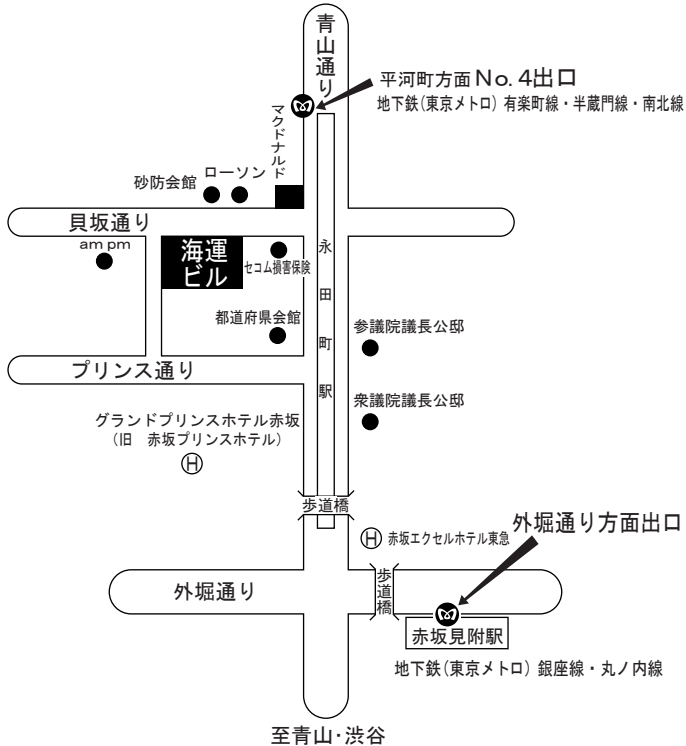 青山通り
平河町方面 No. 4出口
地下鉄(東京メトロ) 有楽町線・半蔵門線・南北線
マクドナルド
ローソン
砂防会館
貝坂通り
am pm
海運
ビル
セコム損害保険
永田町駅
都道府県会館
参議院議長公邸
プリンス通り
衆議院議長公邸
グランドプリンスホテル赤坂
(旧　赤坂プリンスホテル)
H
歩道橋
外堀通り方面出口
H
赤坂エクセルホテル東急
外堀通り
歩道橋
赤坂見附駅
地下鉄(東京メトロ) 銀座線・丸ノ内線
至青山･渋谷